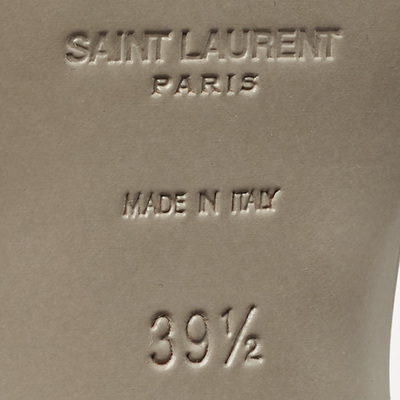 SAINT LAURENT
PARIS
MADE IN ITALY
39½